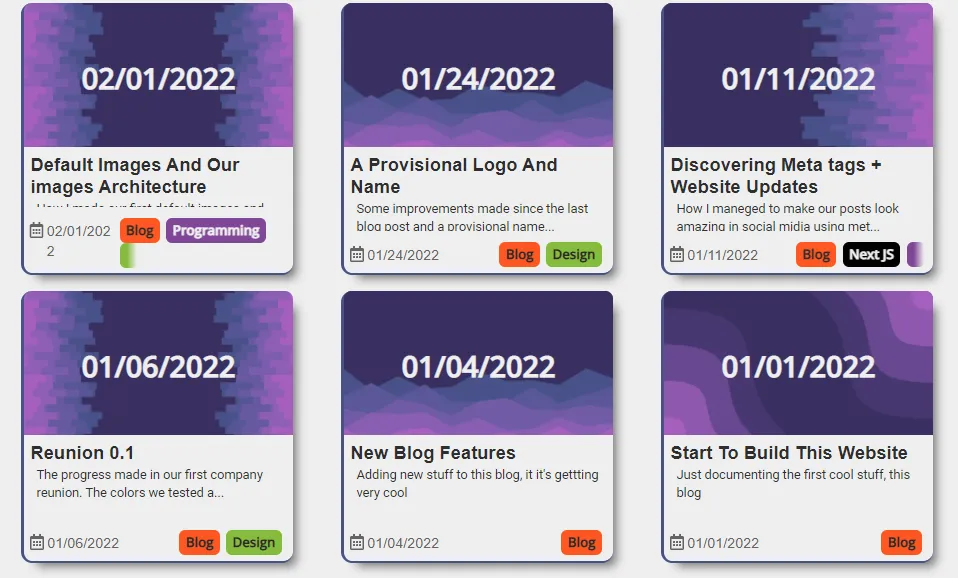 02/01/2022
Default Images And Our
images Architecture
How I made our first default images and
02/01/202
2
Blog
Programming
01/24/2022
A Provisional Logo And
Name
Some improvements made since the last
blog post and a provisional name...
01/24/2022
Blog
Design
01/11/2022
Discovering Meta tags +
Website Updates
How I maneged to make our posts look
amazing in social midia using met...
01/11/2022
Blog
Next JS
01/06/2022
Reunion 0.1
The progress made in our first company
reunion. The colors we tested a...
01/06/2022
Blog
Design
01/04/2022
New Blog Features
Adding new stuff to this blog, it it's gettting
very cool
01/04/2022
Blog
01/01/2022
Start To Build This Website
Just documenting the first cool stuff, this
blog
01/01/2022
Blog